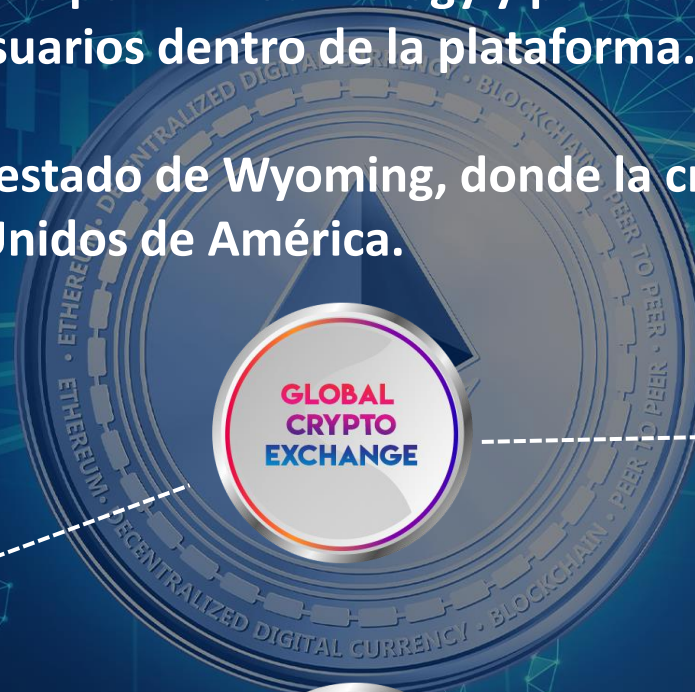 suarios dentro de la plataforma.
estado de Wyoming, donde la
Unidos de América.
GLOBAL
CRYPTO
EXCHANGE
ETHEREUM • DECENTRALIZED DIGITAL CURRENCY • BLOCKCHAIN • PEER TO PEER •
ETHEREUM • DECENTRALIZED DIGITAL CURRENCY • BLOCKCHAIN • PEER TO PEER